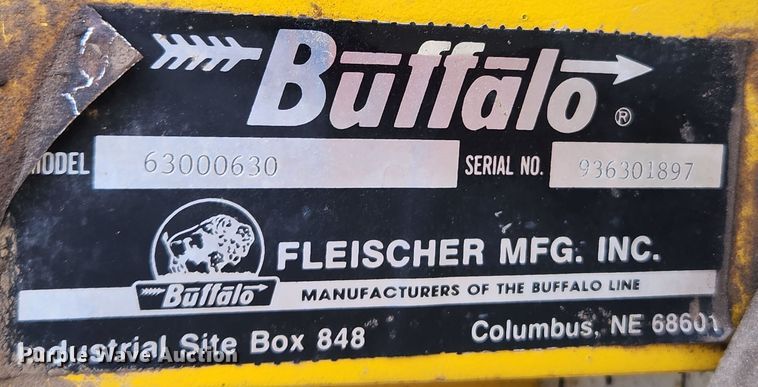 Buffalo®
MODEL 63000630 SERIAL NO. 936301897
FLEISCHER MFG. INC.
Buffalo MANUFACTURERS OF THE BUFFALO LINE
Industrial Site Box 848 Columbus, NE 68601
Purple Wave Auction